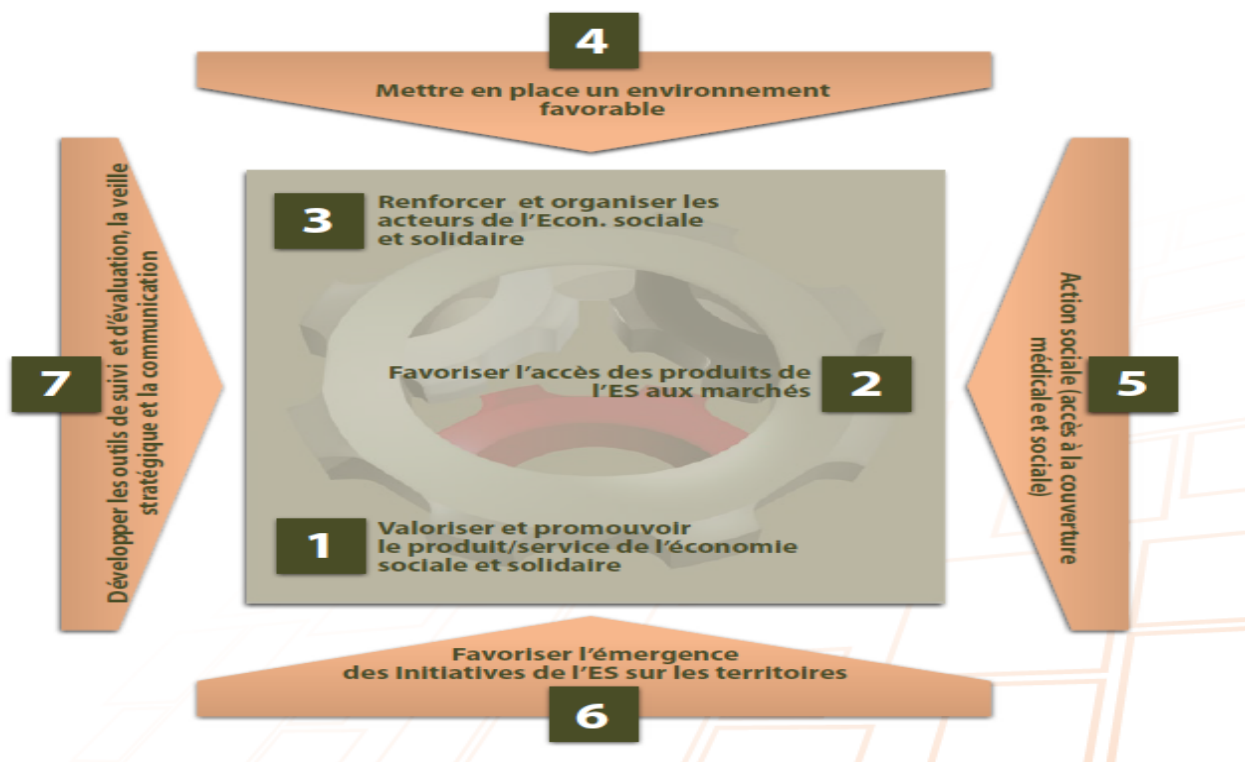 4
Mettre en place un environnement
favorable
3
Renforcer et organiser les
acteurs de l'Econ. sociale
et solidaire
7
Développer les outils de suivi et d'évaluation, la veille
stratégique et la communication
Favoriser l'accès des produits de
l'ES aux marchés
2
Action sociale (accès à la couverture
médicale et sociale)
5
1
Valoriser et promouvoir
le produit/service de l'économie
sociale et solidaire
Favoriser l'émergence
des Initiatives de l'ES sur les territoires
6